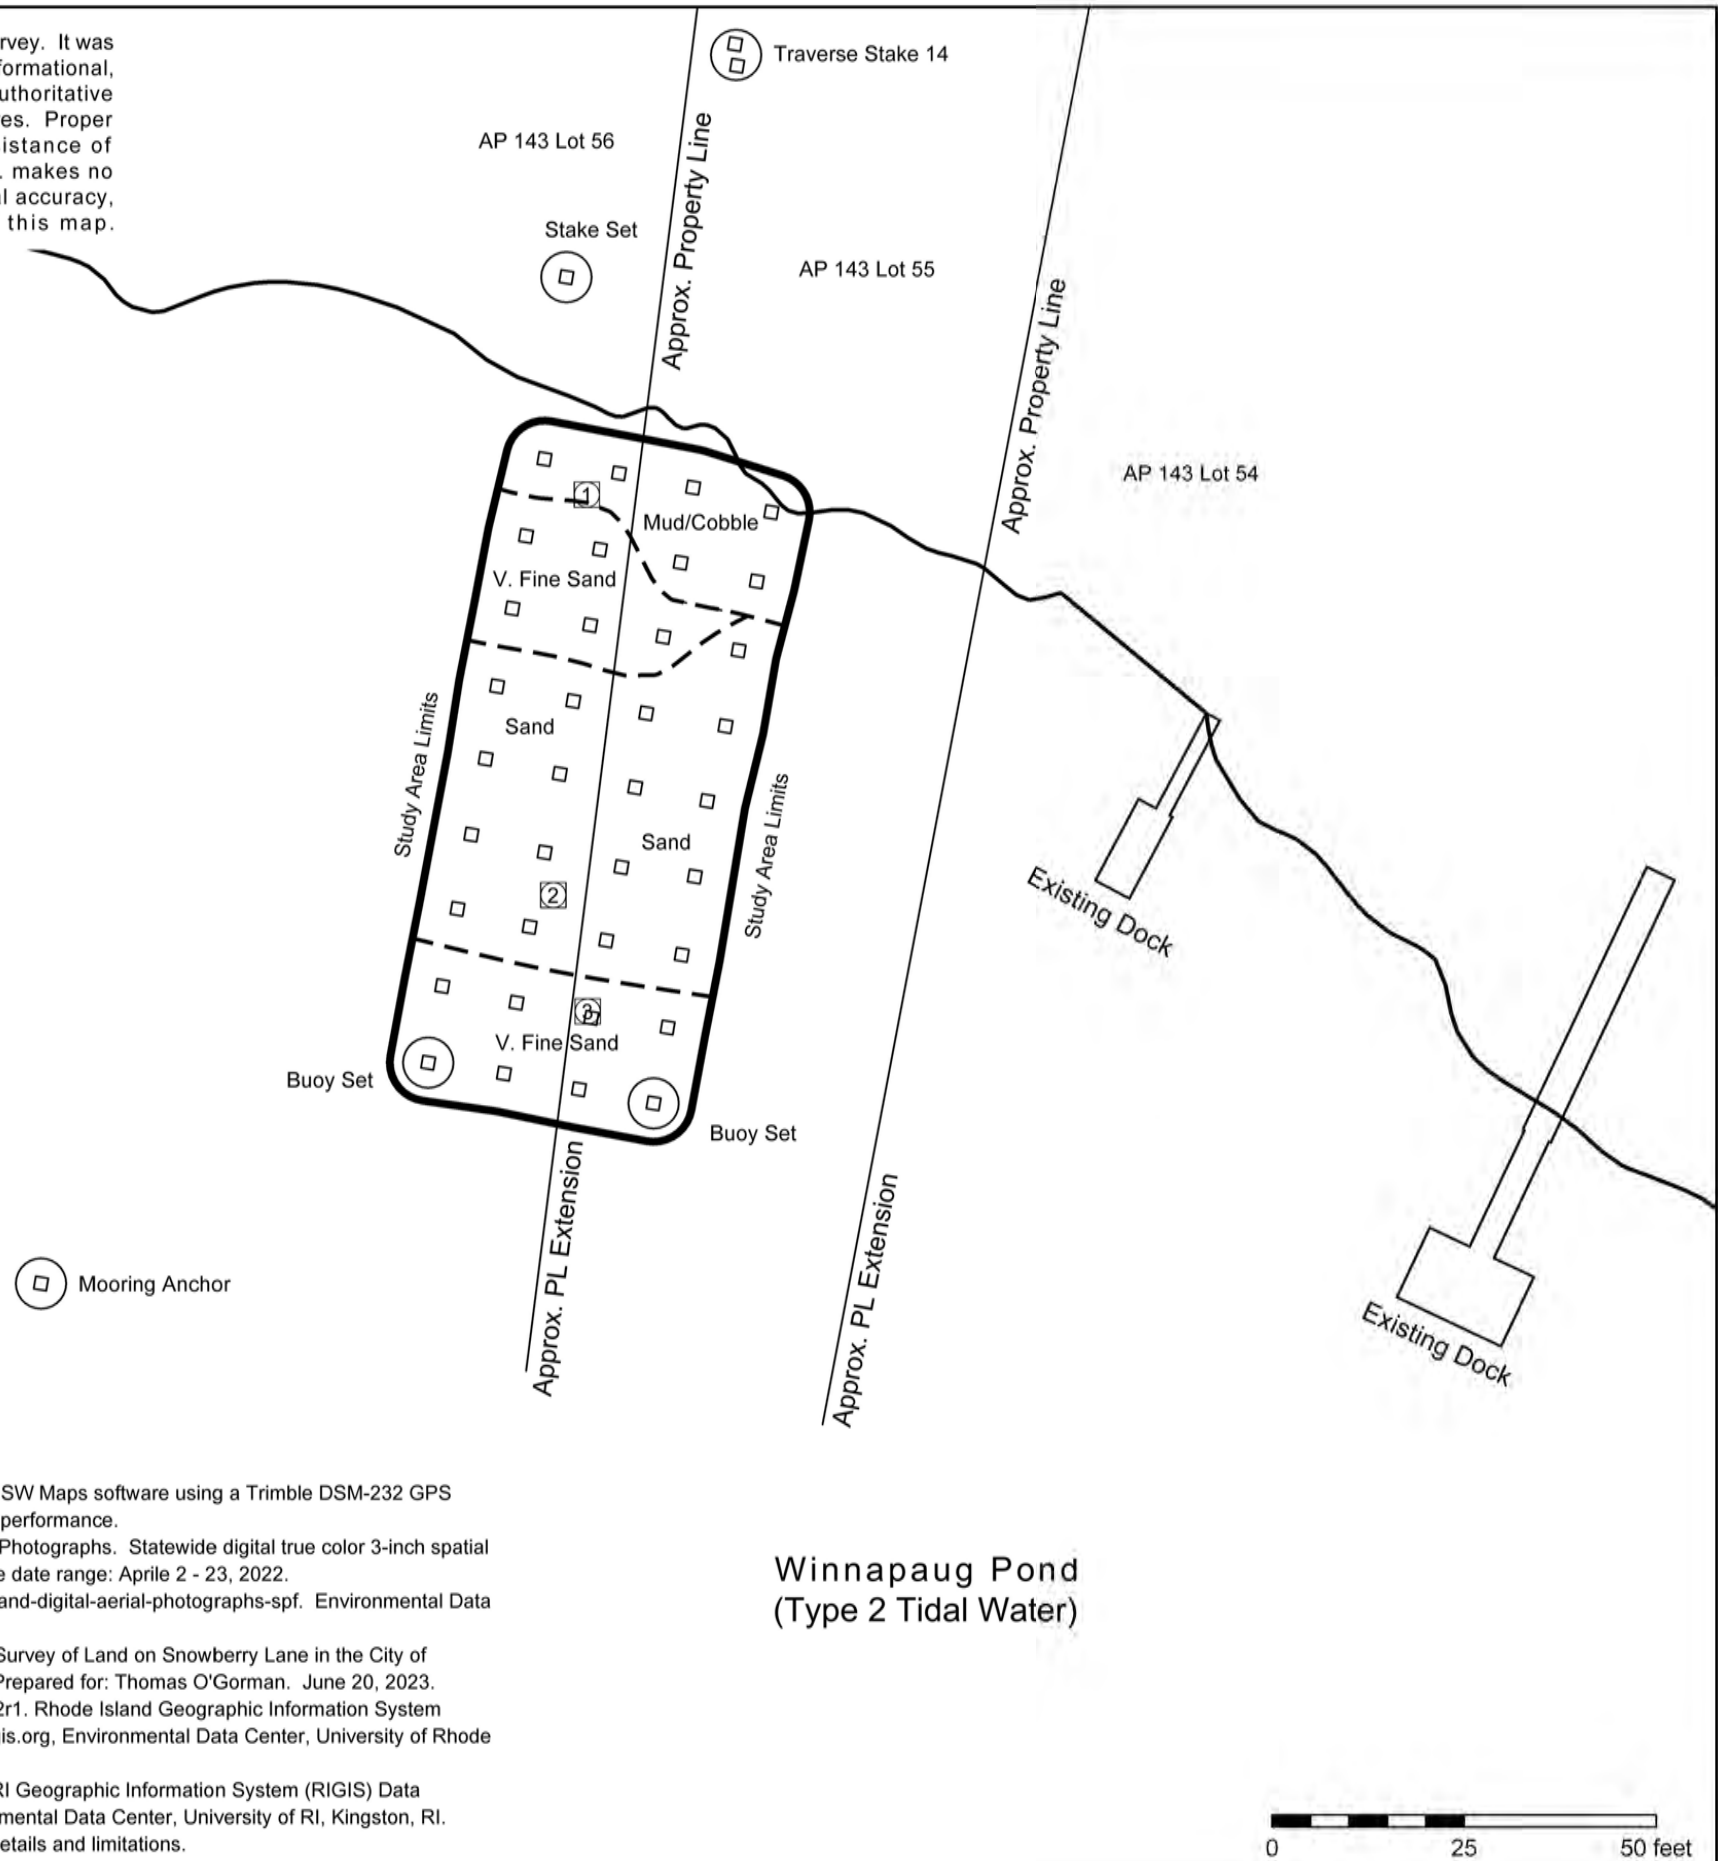 rvey. It was
formational,
uthoritative
es. Proper
istance of
. makes no
l accuracy,
this map.
Traverse Stake 14
AP 143 Lot 56
Approx. Property Line
Stake Set
AP 143 Lot 55
Approx. Property Line
AP 143 Lot 54
1
Mud/Cobble
V. Fine Sand
Sand
Study Area Limits
Sand
Study Area Limits
2
Existing Dock
3
V. Fine Sand
Buoy Set
Buoy Set
Approx. PL Extension
Approx. PL Extension
Mooring Anchor
Existing Dock
SW Maps software using a Trimble DSM-232 GPS
performance.
Photographs. Statewide digital true color 3-inch spatial
e date range: Aprile 2 - 23, 2022.
and-digital-aerial-photographs-spf. Environmental Data
Survey of Land on Snowberry Lane in the City of
Prepared for: Thomas O'Gorman. June 20, 2023.
2r1. Rhode Island Geographic Information System
gis.org, Environmental Data Center, University of Rhode
RI Geographic Information System (RIGIS) Data
mental Data Center, University of RI, Kingston, RI.
etails and limitations.
Winnapaug Pond
(Type 2 Tidal Water)
0 25 50 feet